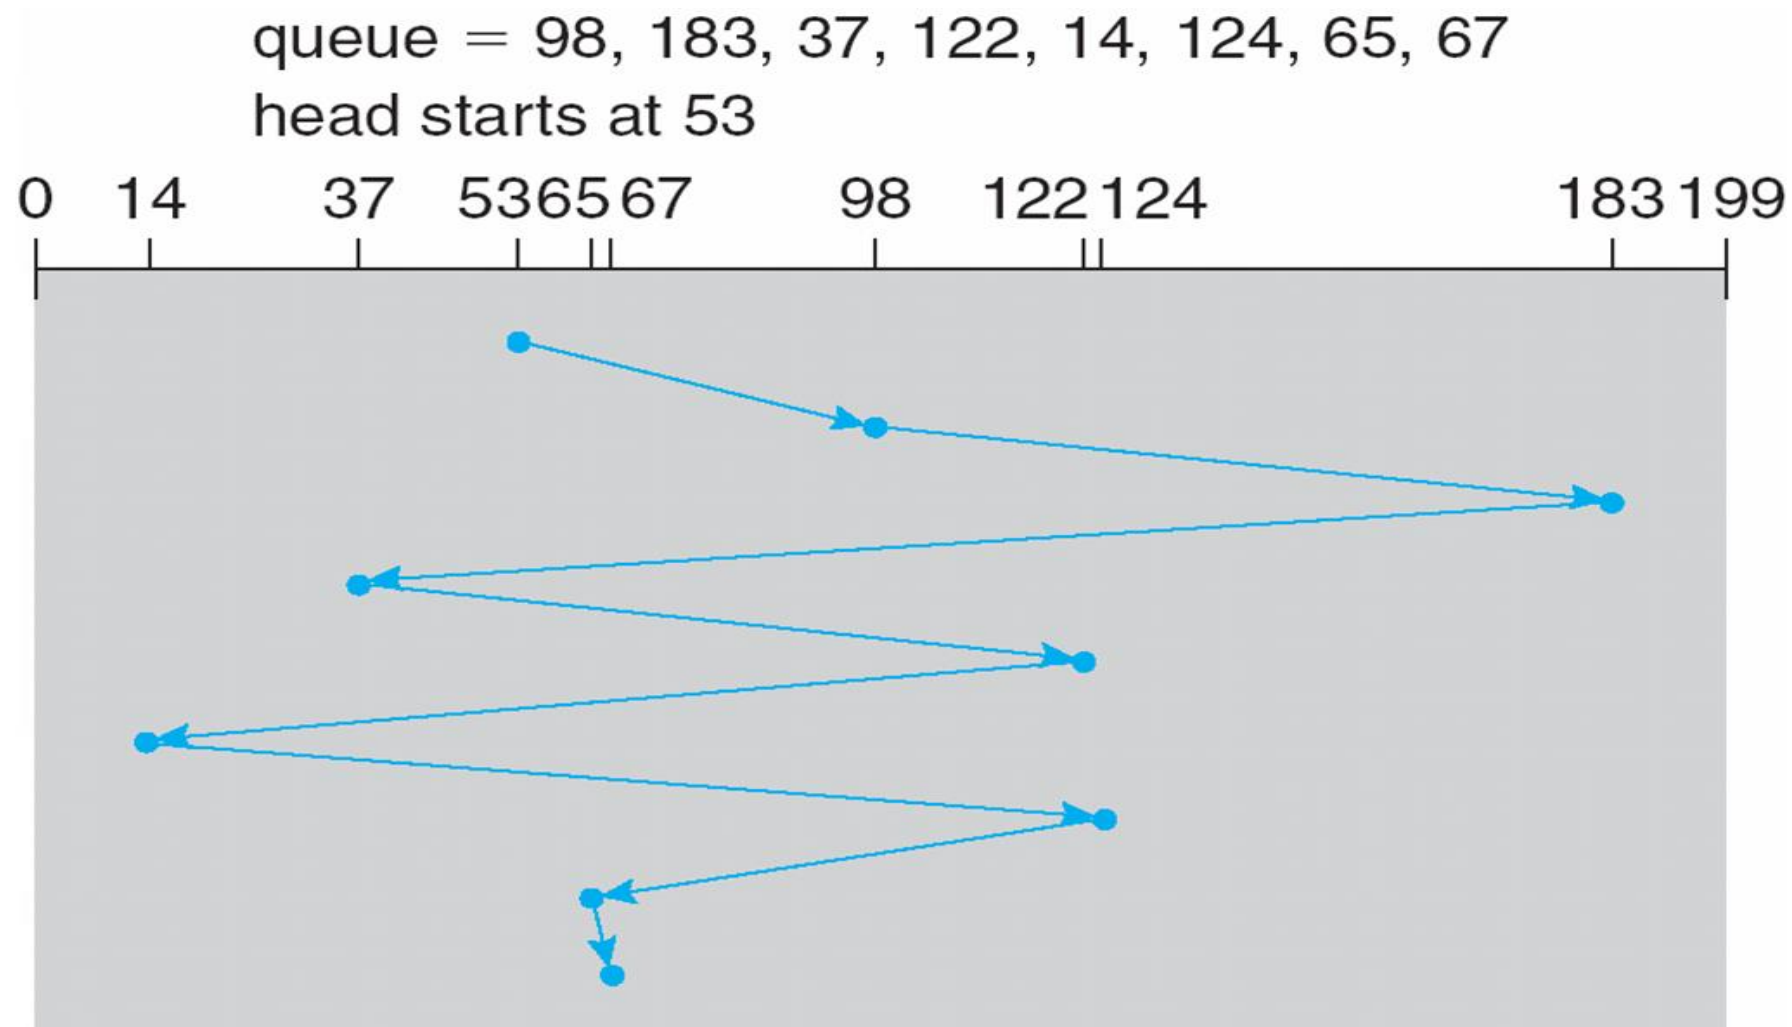 queue = 98, 183, 37, 122, 14, 124, 65, 67
head starts at 53
0 14 37 53 65 67 98 122 124 183 199